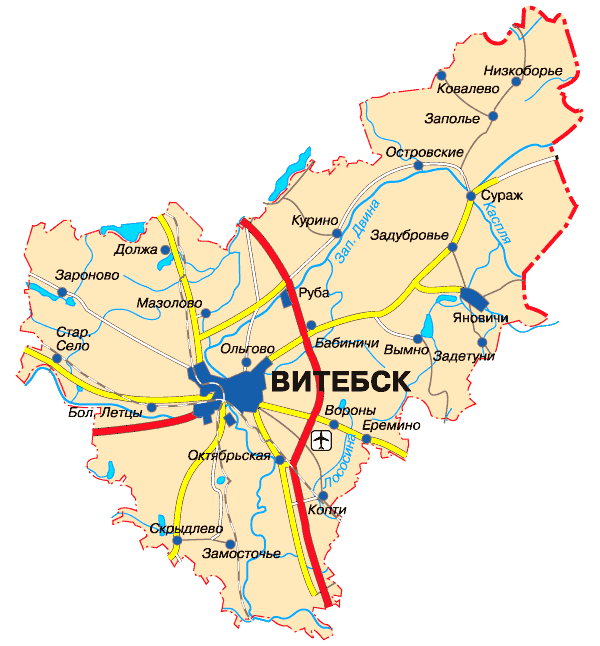 Низкоборье
Ковалево
Заполье
Островские
Сураж
Каспля
Зап. Двина
Курино
Задубровье
Должа
Зароново
Руба
Мазолово
Яновичи
Бабиничи
Стар.
Село
Ольгово
Вымно
Задетуни
ВИТЕБСК
Бол. Летцы
Вороны
Еремино
Октябрьская
Лососина
Копти
Скрыдлево
Замосточье